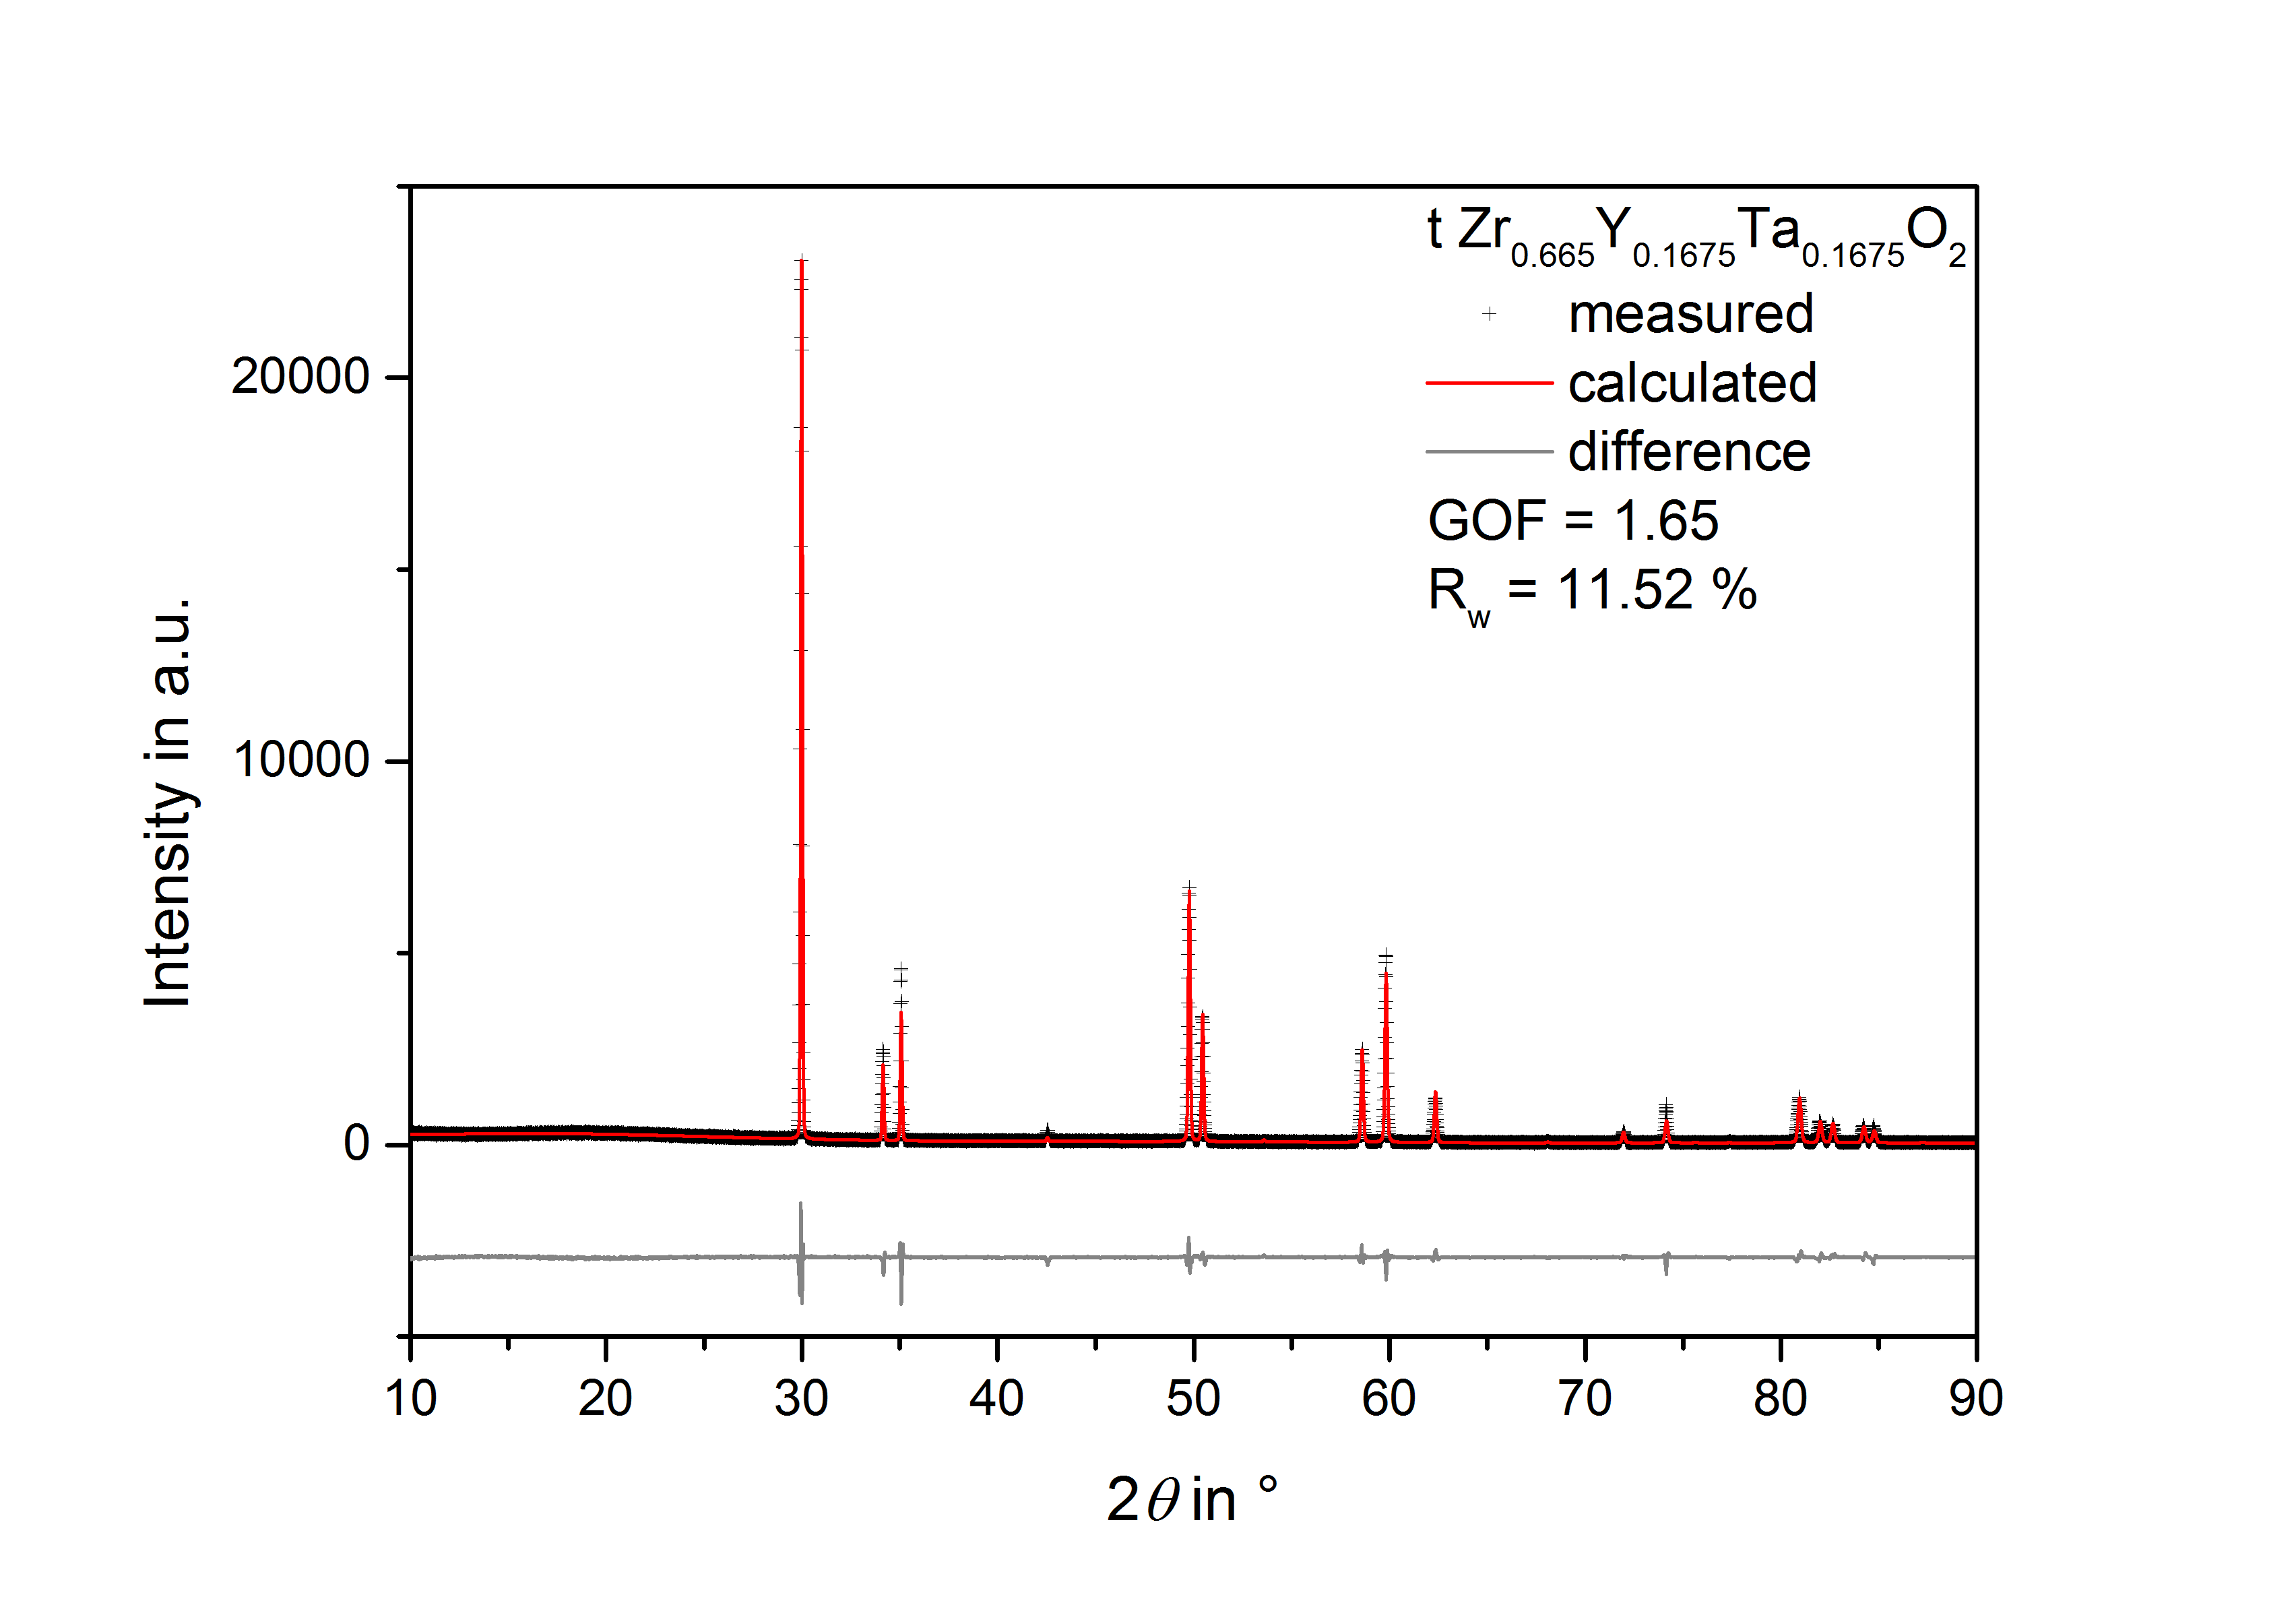 t Zr0.665Y0.1675Ta0.1675O2
measured
calculated
difference
GOF = 1.65
Rw = 11.52 %
Intensity in a.u.
20000
10000
0
10 20 30 40 50 60 70 80 90
2θ in °